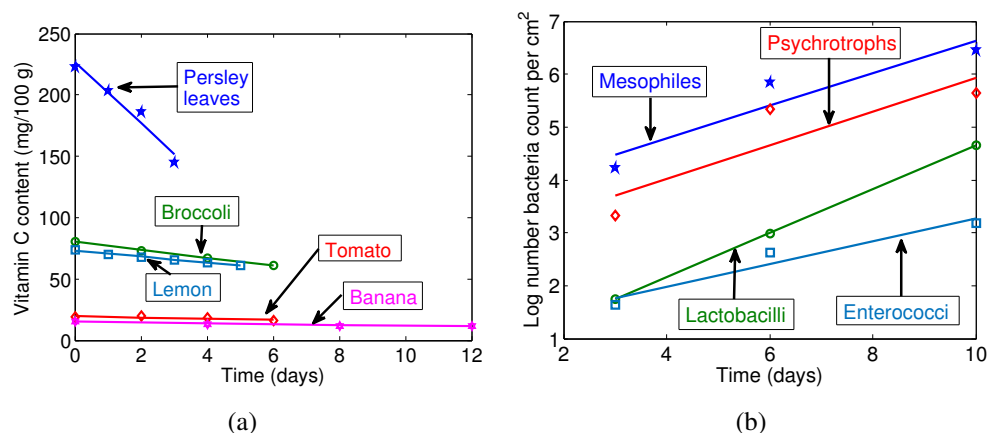 250
200
150
100
50
0
Vitamin C content (mg/100 g)
Persley
leaves
Broccoli
Lemon
Tomato
Banana
0 2 4 6 8 10 12
Time (days)
(a)
7
6
5
4
3
2
1
Log number bacteria count per cm²
Mesophiles
Psychrotrophs
Lactobacilli
Enterococci
2 4 6 8 10
Time (days)
(b)